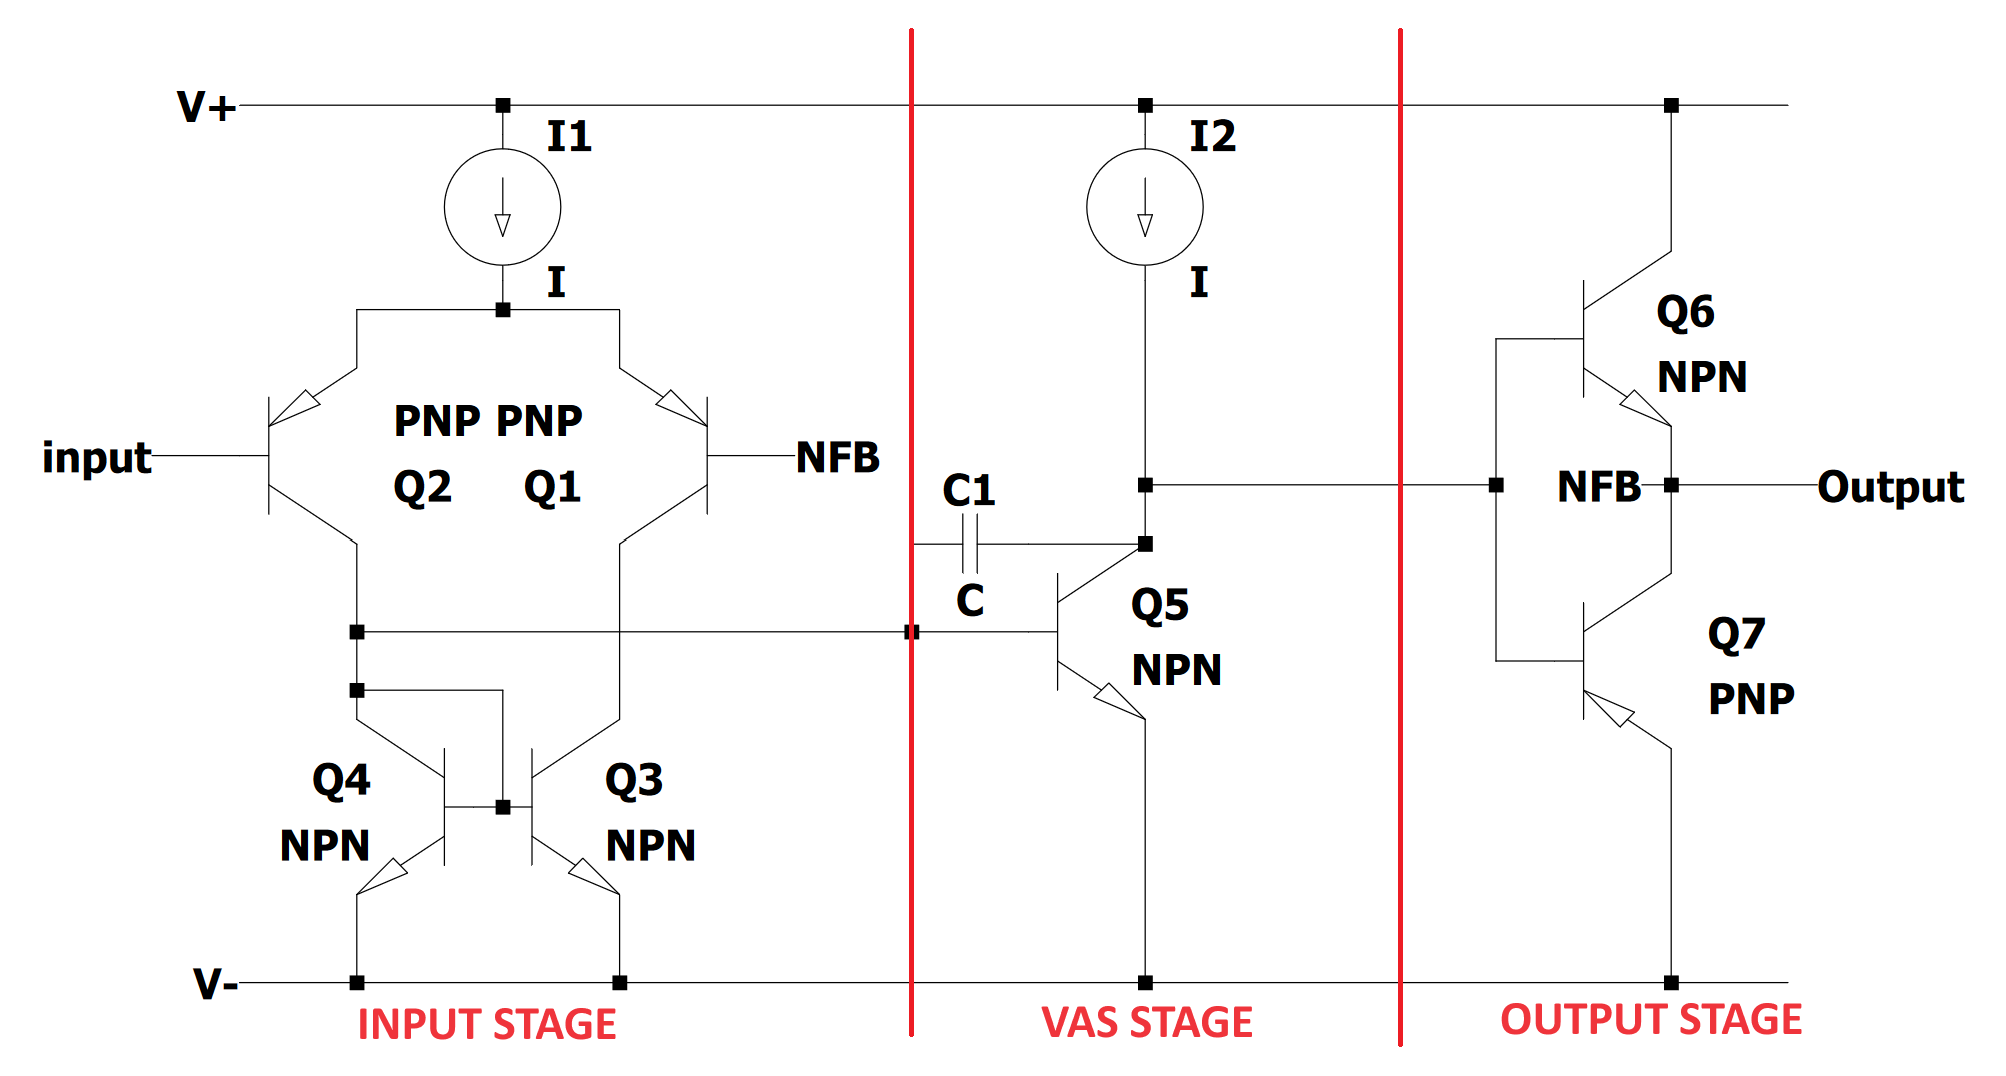 V+
I1
I2
I
I
Q6
NPN
PNP PNP
input
NFB
Q2
Q1
C1
NFB
Output
C
Q5
NPN
Q7
PNP
Q4
Q3
NPN
NPN
V-
INPUT STAGE
VAS STAGE
OUTPUT STAGE